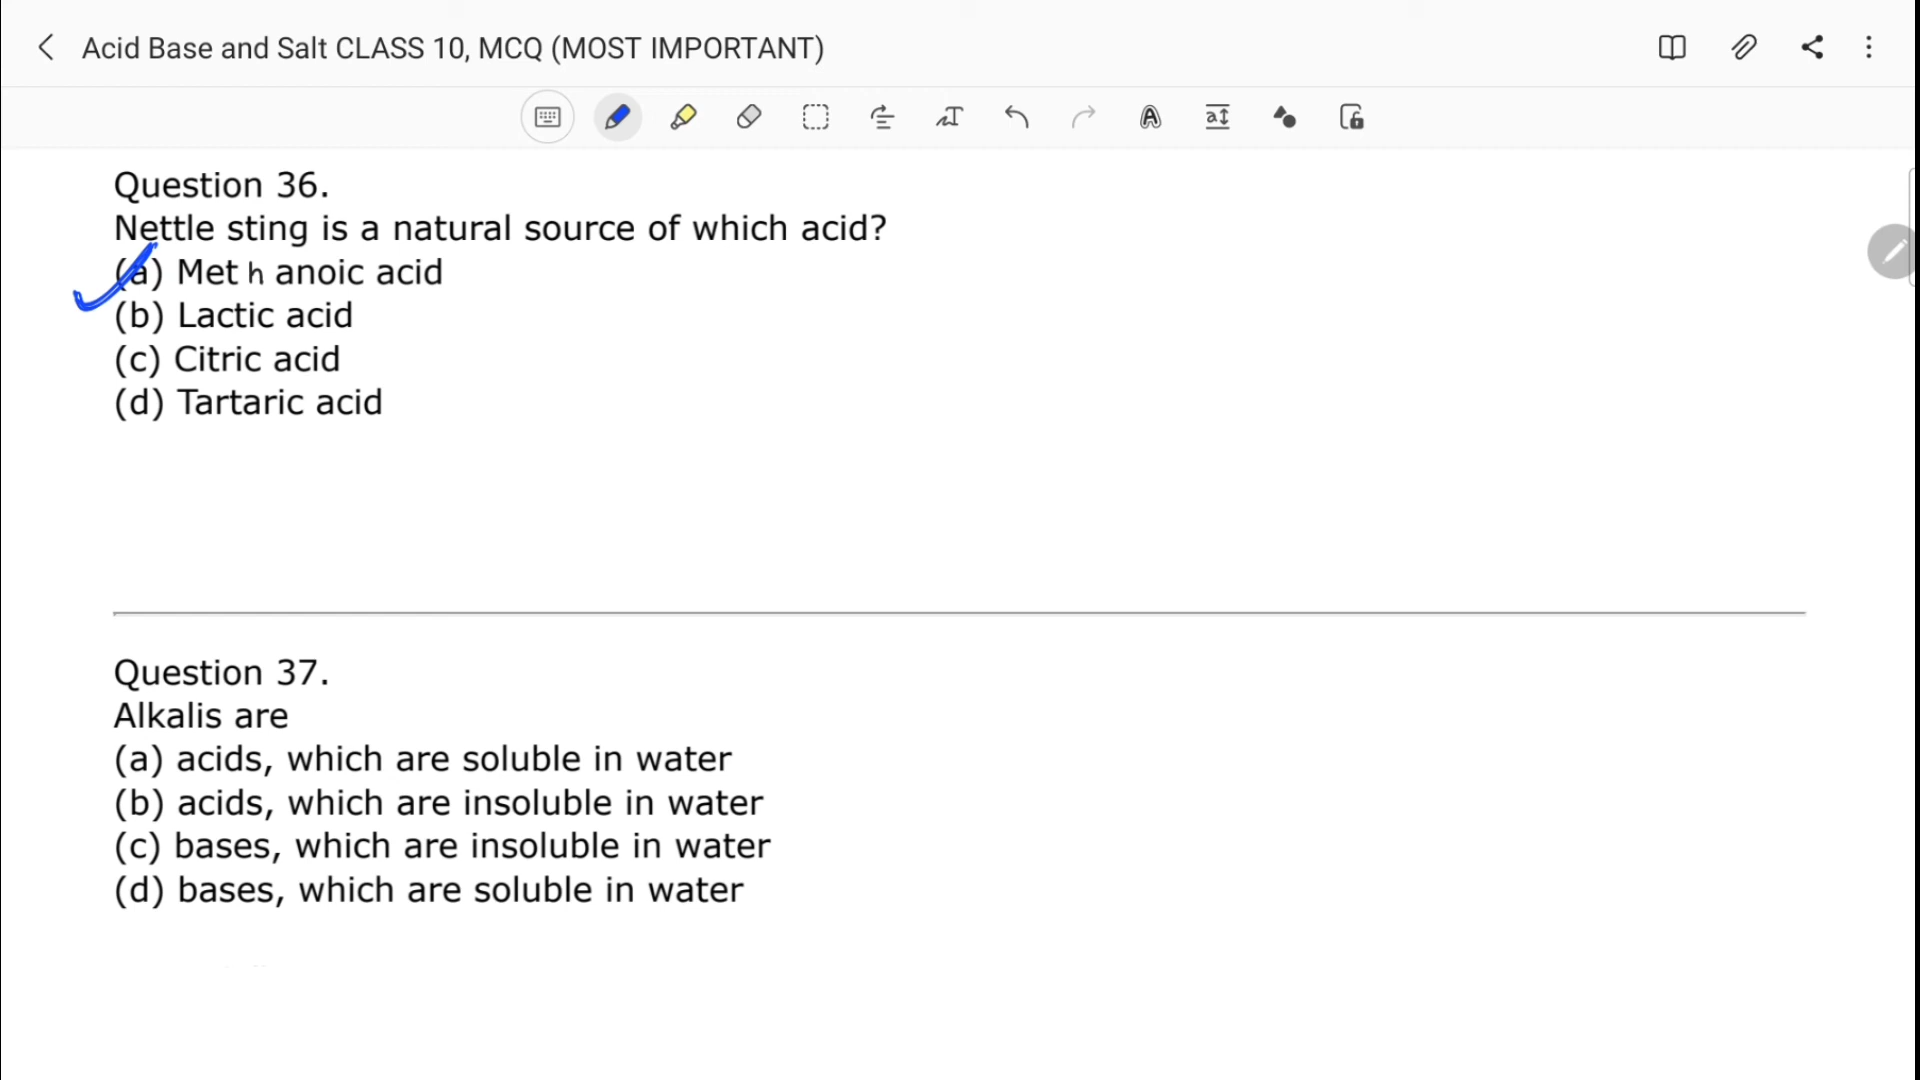 Acid Base and Salt CLASS 10, MCQ (MOST IMPORTANT)
Question 36.
Nettle sting is a natural source of which acid?
(a) Met h anoic acid
(b) Lactic acid
(c) Citric acid
(d) Tartaric acid
Question 37.
Alkalis are
(a) acids, which are soluble in water
(b) acids, which are insoluble in water
(c) bases, which are insoluble in water
(d) bases, which are soluble in water